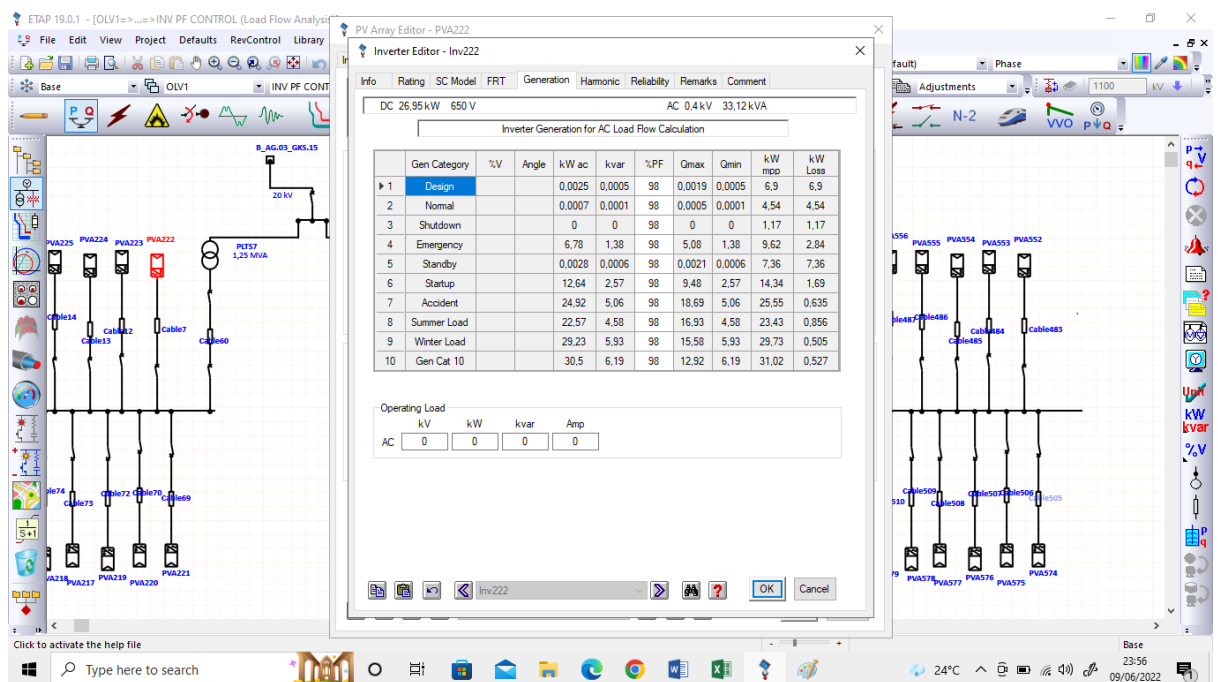 ETAP 19.0.1 - [OLV1=>...=>INV PF CONTROL (Load Flow Analysis
File Edit View Project Defaults RevControl Library
Base OLV1 INV PF CONT
fault) Phase
Adjustments 1100 kV
P Q
N-2 VVO
PV Array Editor - PVA222
Inverter Editor - Inv222
Info Rating SC Model FRT Generation Harmonic Reliability Remarks Comment
DC 26,95 kW 650 V AC 0,4 kV 33,12 kVA
Inverter Generation for AC Load Flow Calculation
Gen Category %V Angle kW ac kvar %PF Qmax Qmin kW mpp kW Loss
1 Design 0,0025 0,0005 98 0,0019 0,0005 6,9 6,9
2 Normal 0,0007 0,0001 98 0,0005 0,0001 4,54 4,54
3 Shutdown 0 0 98 0 0 1,17 1,17
4 Emergency 6,78 1,38 98 5,08 1,38 9,62 2,84
5 Standby 0,0028 0,0006 98 0,0021 0,0006 7,36 7,36
6 Startup 12,64 2,57 98 9,48 2,57 14,34 1,69
7 Accident 24,92 5,06 98 18,69 5,06 25,55 0,635
8 Summer Load 22,57 4,58 98 16,93 4,58 23,43 0,856
9 Winter Load 29,23 5,93 98 15,58 5,93 29,73 0,505
10 Gen Cat 10 30,5 6,19 98 12,92 6,19 31,02 0,527
Operating Load
kV kW kvar Amp
AC 0 0 0 0
Inv222
OK Cancel
B_AG.03_GKS.15
20 kV
PLTS7
1,25 MVA
PVA225 PVA224 PVA223 PVA222
Cable12 Cable7
Cable13 Cable60
Cable73 Cable72 Cable70 Cable69
PVA217 PVA219 PVA220 PVA221
PVA555 PVA554 PVA553 PVA552
Cable484 Cable483
Cable485
Cable509 Cable506 Cable505
Cable508
PVA578 PVA577 PVA576 PVA575 PVA574
Unit
kW
kvar
%V
Click to activate the help file
Base
Type here to search
24°C
23:56
09/06/2022